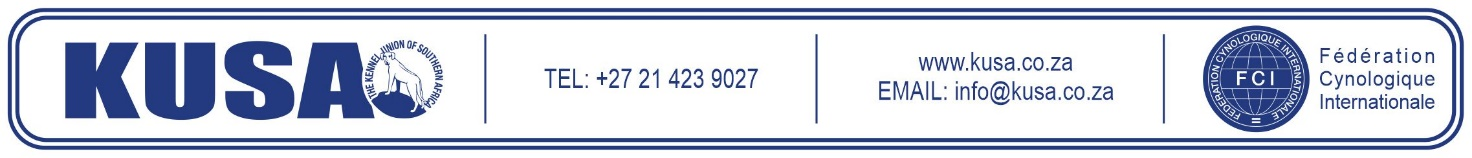 KUSA
THE KENNEL UNION OF SOUTHERN AFRICA
TEL: +27 21 423 9027
www.kusa.co.za
EMAIL: info@kusa.co.za
FEDERATION CYNOLOGIQUE INTERNATIONALE
FCI
Fédération
Cynologique
Internationale